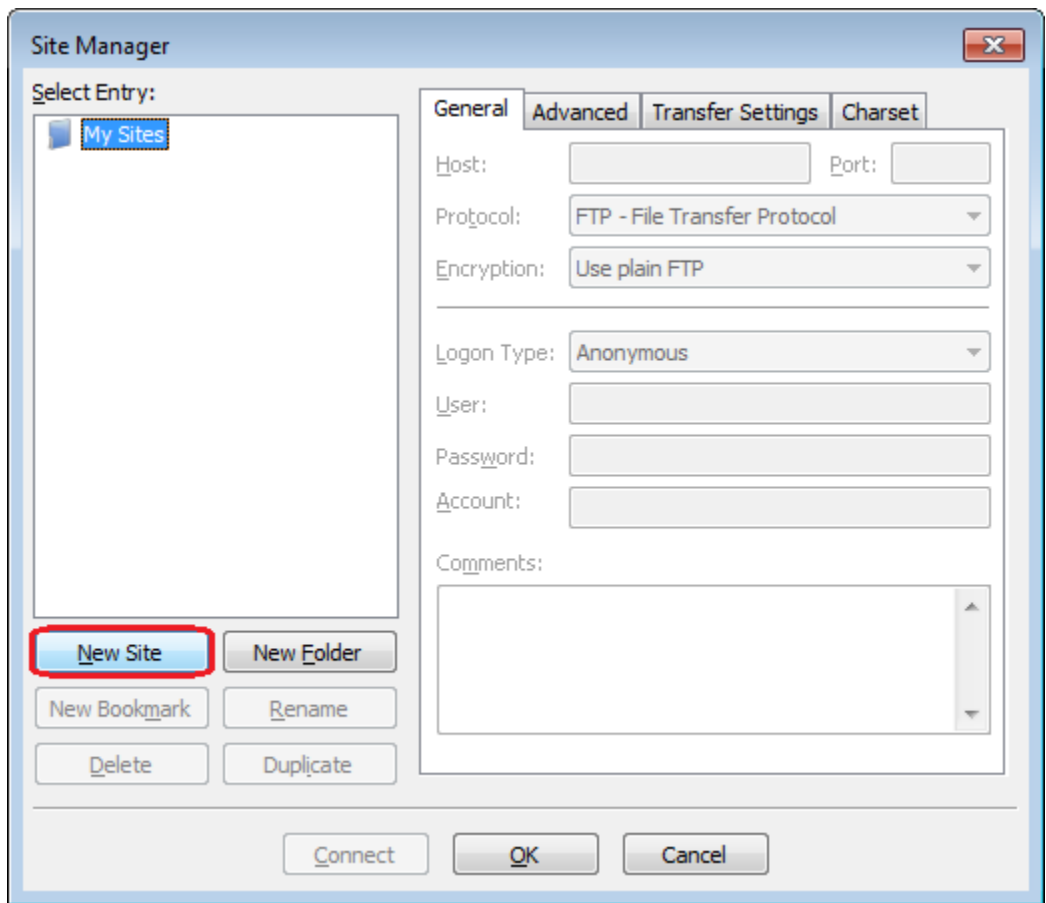 Site Manager
Select Entry:
My Sites
New Site New Folder
New Bookmark Rename
Delete Duplicate
General Advanced Transfer Settings Charset
Host: Port:
Protocol: FTP - File Transfer Protocol
Encryption: Use plain FTP
Logon Type: Anonymous
User:
Password:
Account:
Comments:
Connect OK Cancel